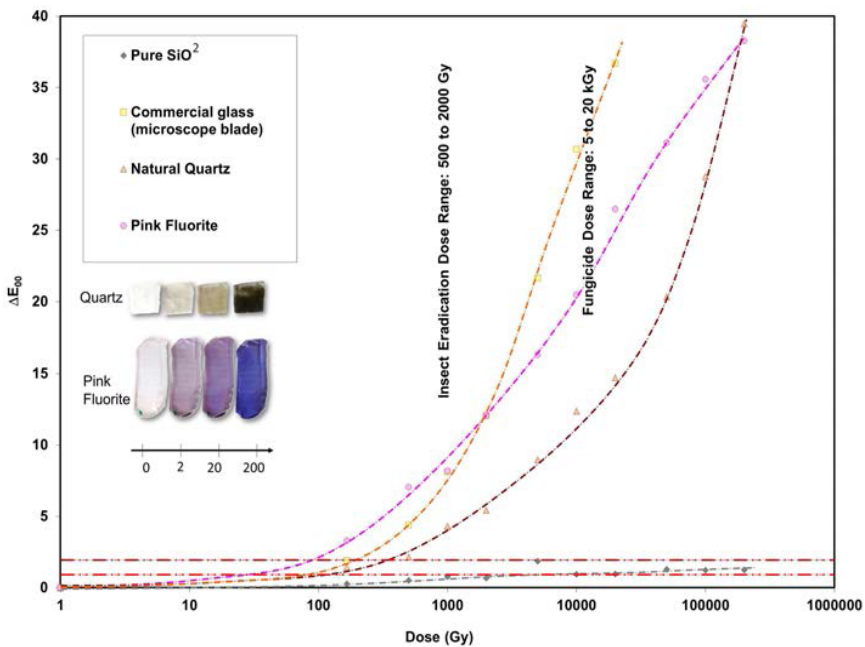 40
35
30
25
20
15
10
5
0
ΔE₀₀
Pure SiO²
Commercial glass
(microscope blade)
Natural Quartz
Pink Fluorite
Quartz
Pink
Fluorite
0 2 20 200
Insect Eradication Dose Range: 500 to 2000 Gy
Fungicide Dose Range: 5 to 20 kGy
1 10 100 1000 10000 100000 1000000
Dose (Gy)